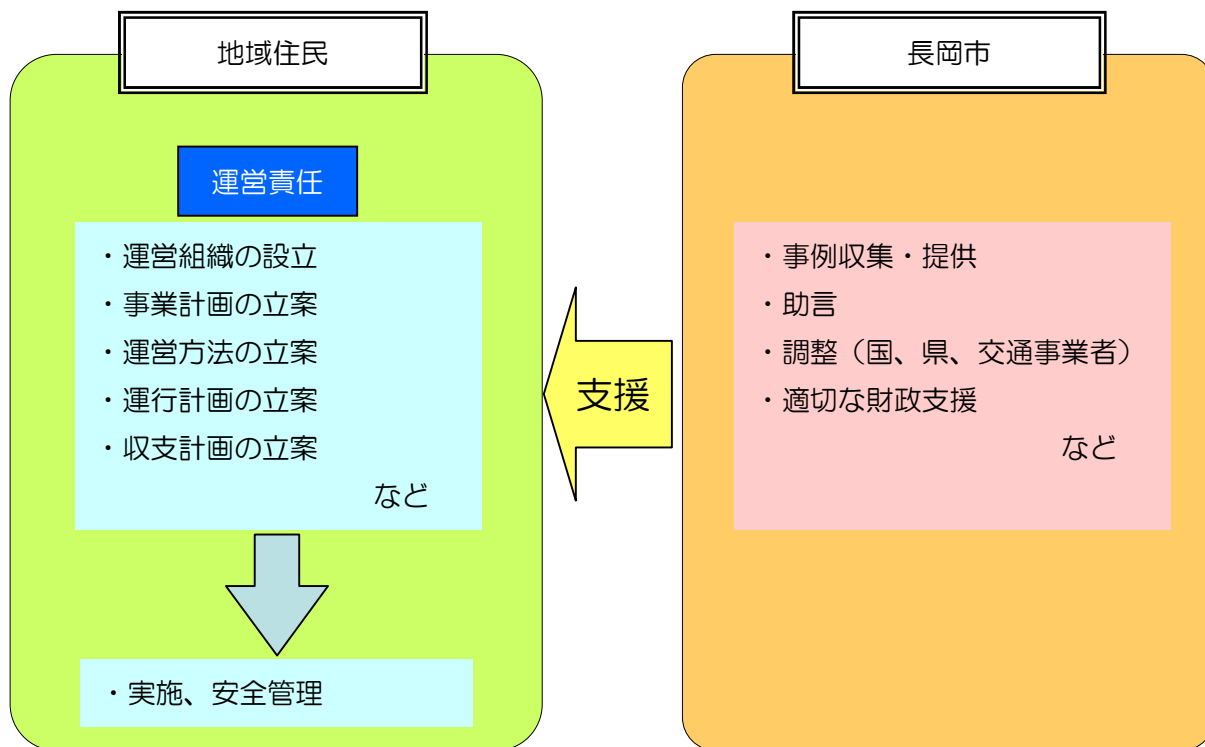 地域住民
運営責任
・運営組織の設立
・事業計画の立案
・運営方法の立案
・運行計画の立案
・収支計画の立案
など
・実施、安全管理
支援
長岡市
・事例収集・提供
・助言
・調整（国、県、交通事業者）
・適切な財政支援
など